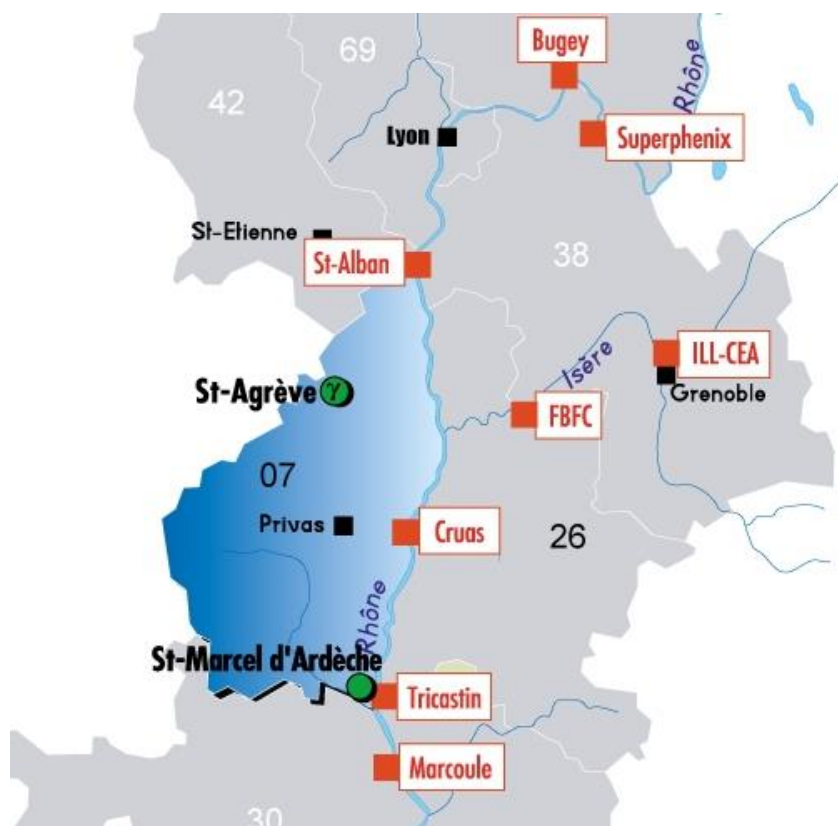 Bugey
69
Rhône
42
Lyon
Superphenix
St-Etienne
St-Alban
38
ILL-CEA
Isère
Grenoble
St-Agrève γ
FBFC
07
Privas
Cruas
26
Rhône
St-Marcel d'Ardèche
Tricastin
Marcoule
30